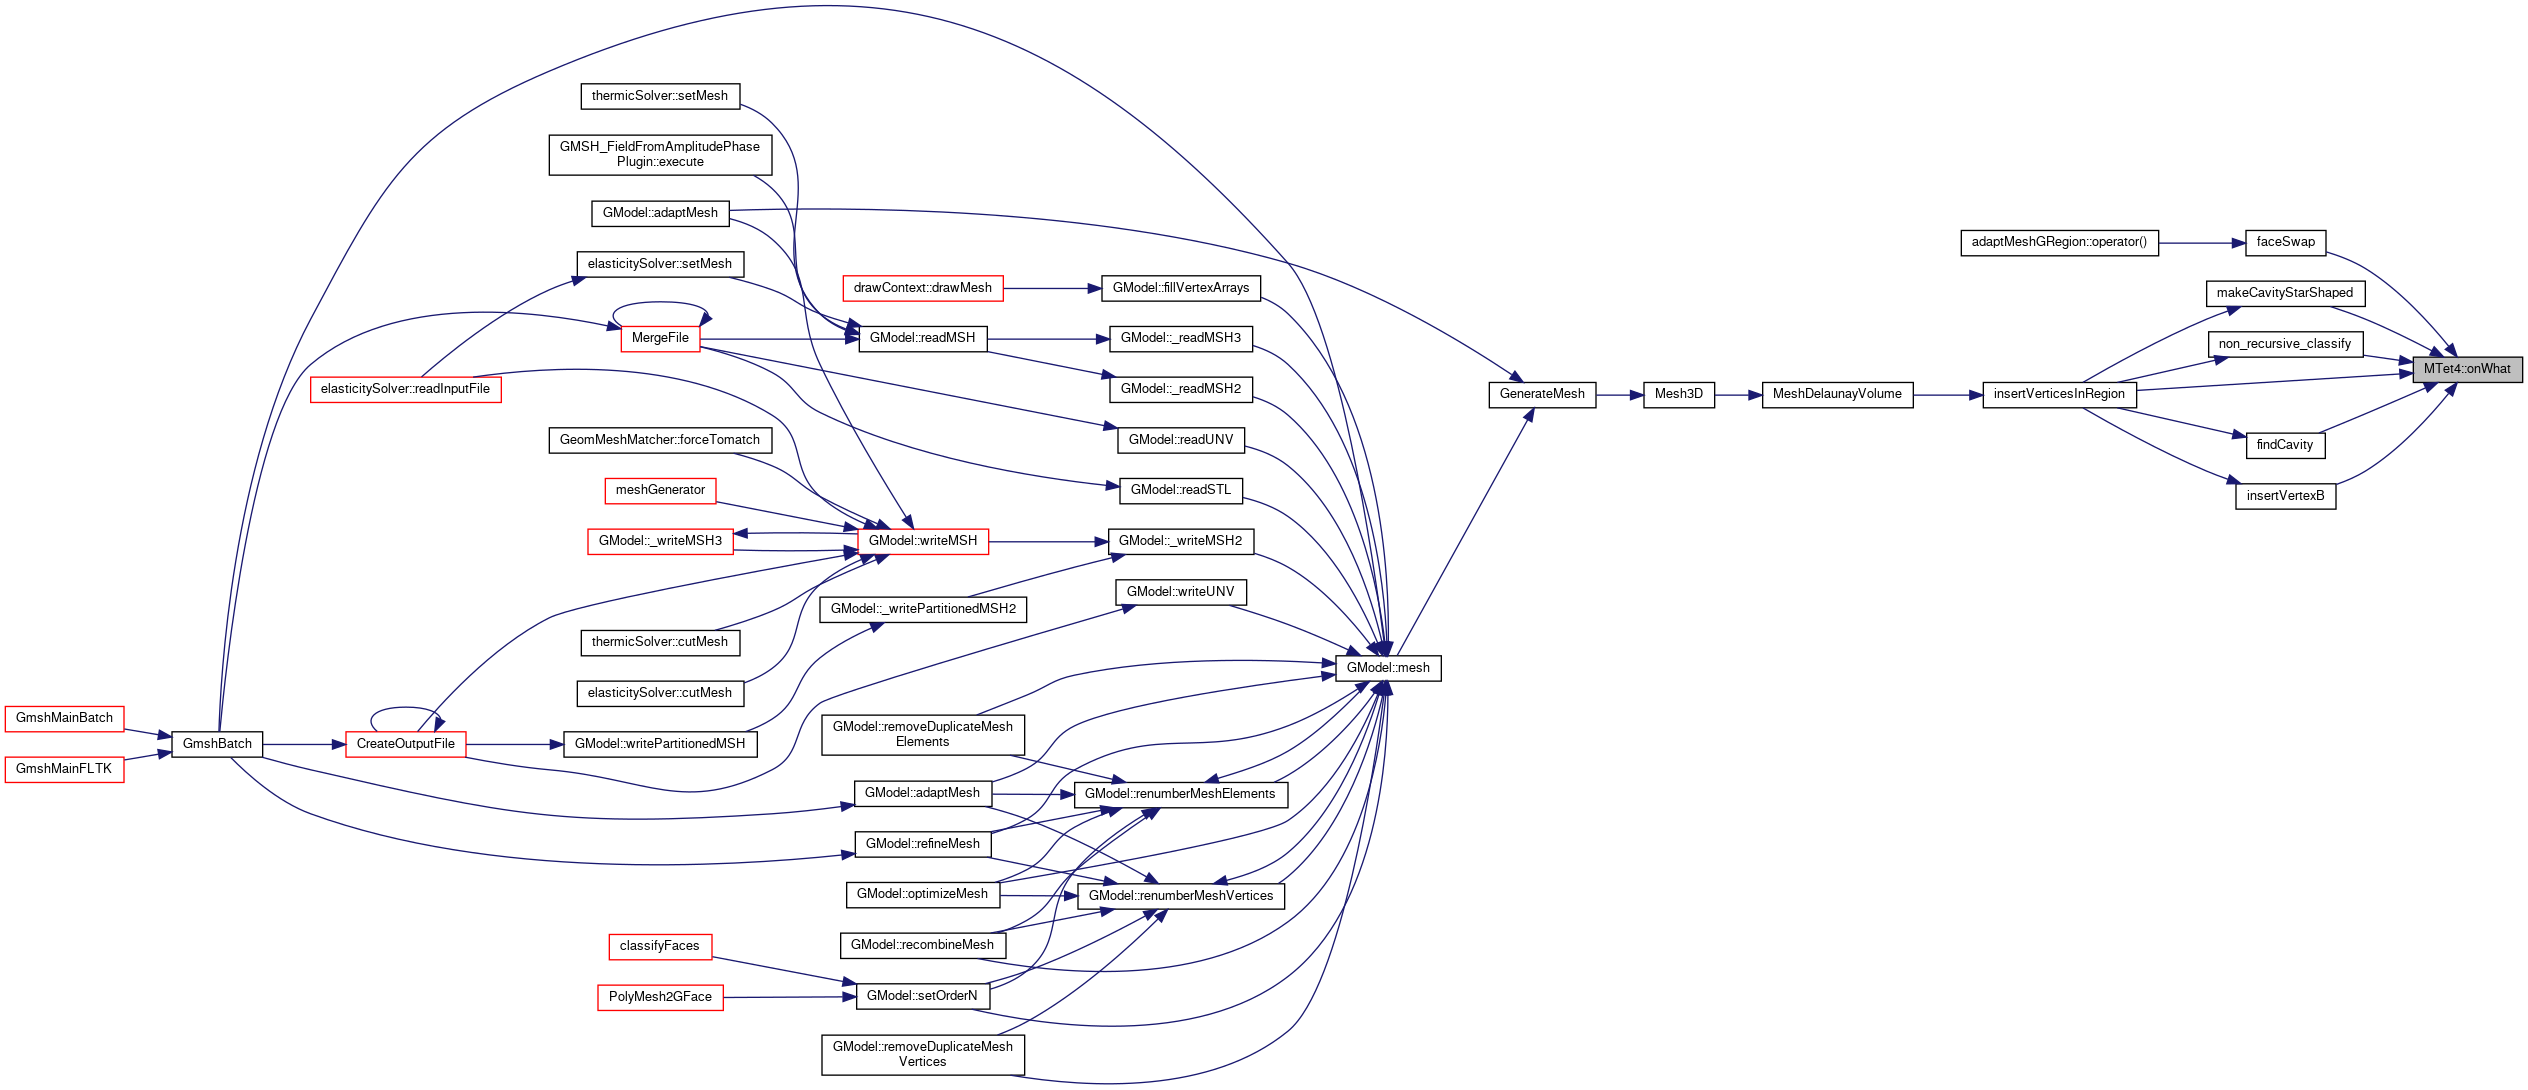 thermicSolver::setMesh
GMSH_FieldFromAmplitudePhase
Plugin::execute
GModel::adaptMesh
adaptMeshGRegion::operator()
faceSwap
elasticitySolver::setMesh
drawContext::drawMesh
GModel::fillVertexArrays
makeCavityStarShaped
MergeFile
GModel::readMSH
GModel::_readMSH3
non_recursive_classify
MTet4::onWhat
elasticitySolver::readInputFile
GModel::_readMSH2
GenerateMesh
Mesh3D
MeshDelaunayVolume
insertVerticesInRegion
GeomMeshMatcher::forceTomatch
GModel::readUNV
findCavity
meshGenerator
GModel::readSTL
insertVertexB
GModel::_writeMSH3
GModel::writeMSH
GModel::_writeMSH2
GModel::writeUNV
GModel::_writePartitionedMSH2
thermicSolver::cutMesh
GModel::mesh
elasticitySolver::cutMesh
GmshMainBatch
GmshBatch
CreateOutputFile
GModel::writePartitionedMSH
GModel::removeDuplicateMesh
Elements
GmshMainFLTK
GModel::adaptMesh
GModel::renumberMeshElements
GModel::refineMesh
GModel::optimizeMesh
GModel::renumberMeshVertices
classifyFaces
GModel::recombineMesh
PolyMesh2GFace
GModel::setOrderN
GModel::removeDuplicateMesh
Vertices